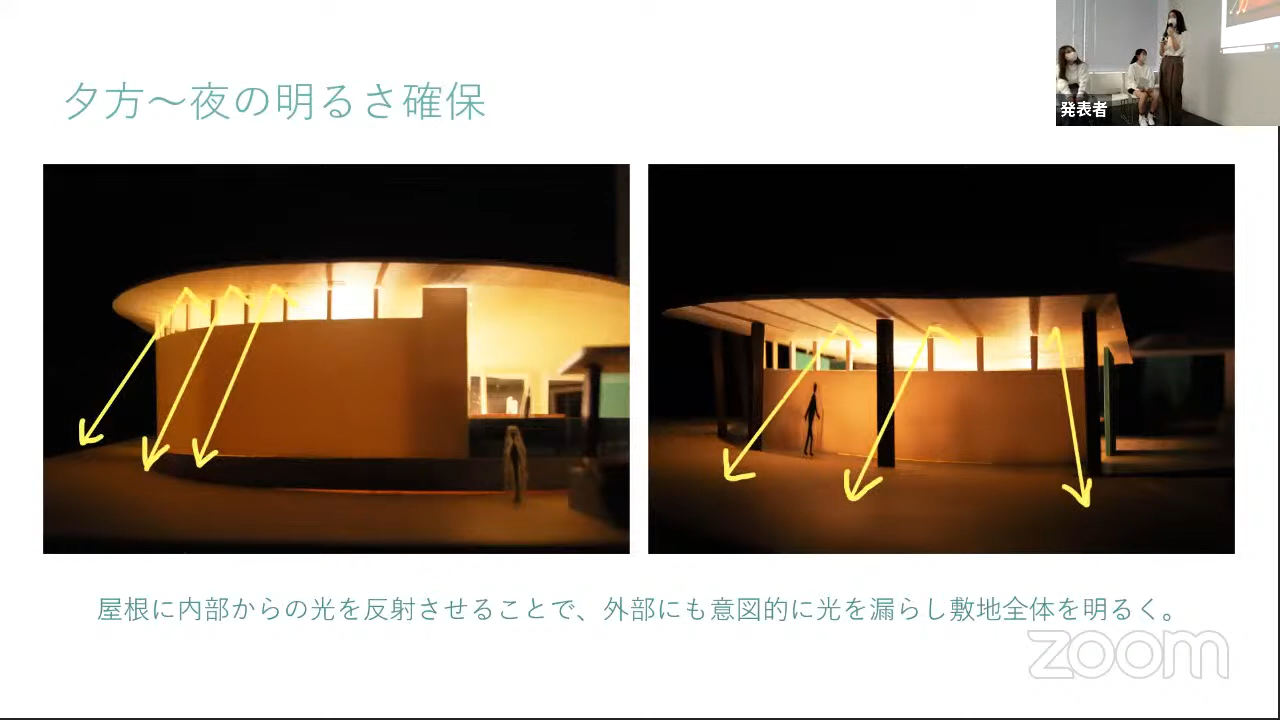 夕方～夜の明るさ確保
発表者
屋根に内部からの光を反射させることで、外部にも意図的に光を漏らし敷地全体を明るく。
zoom